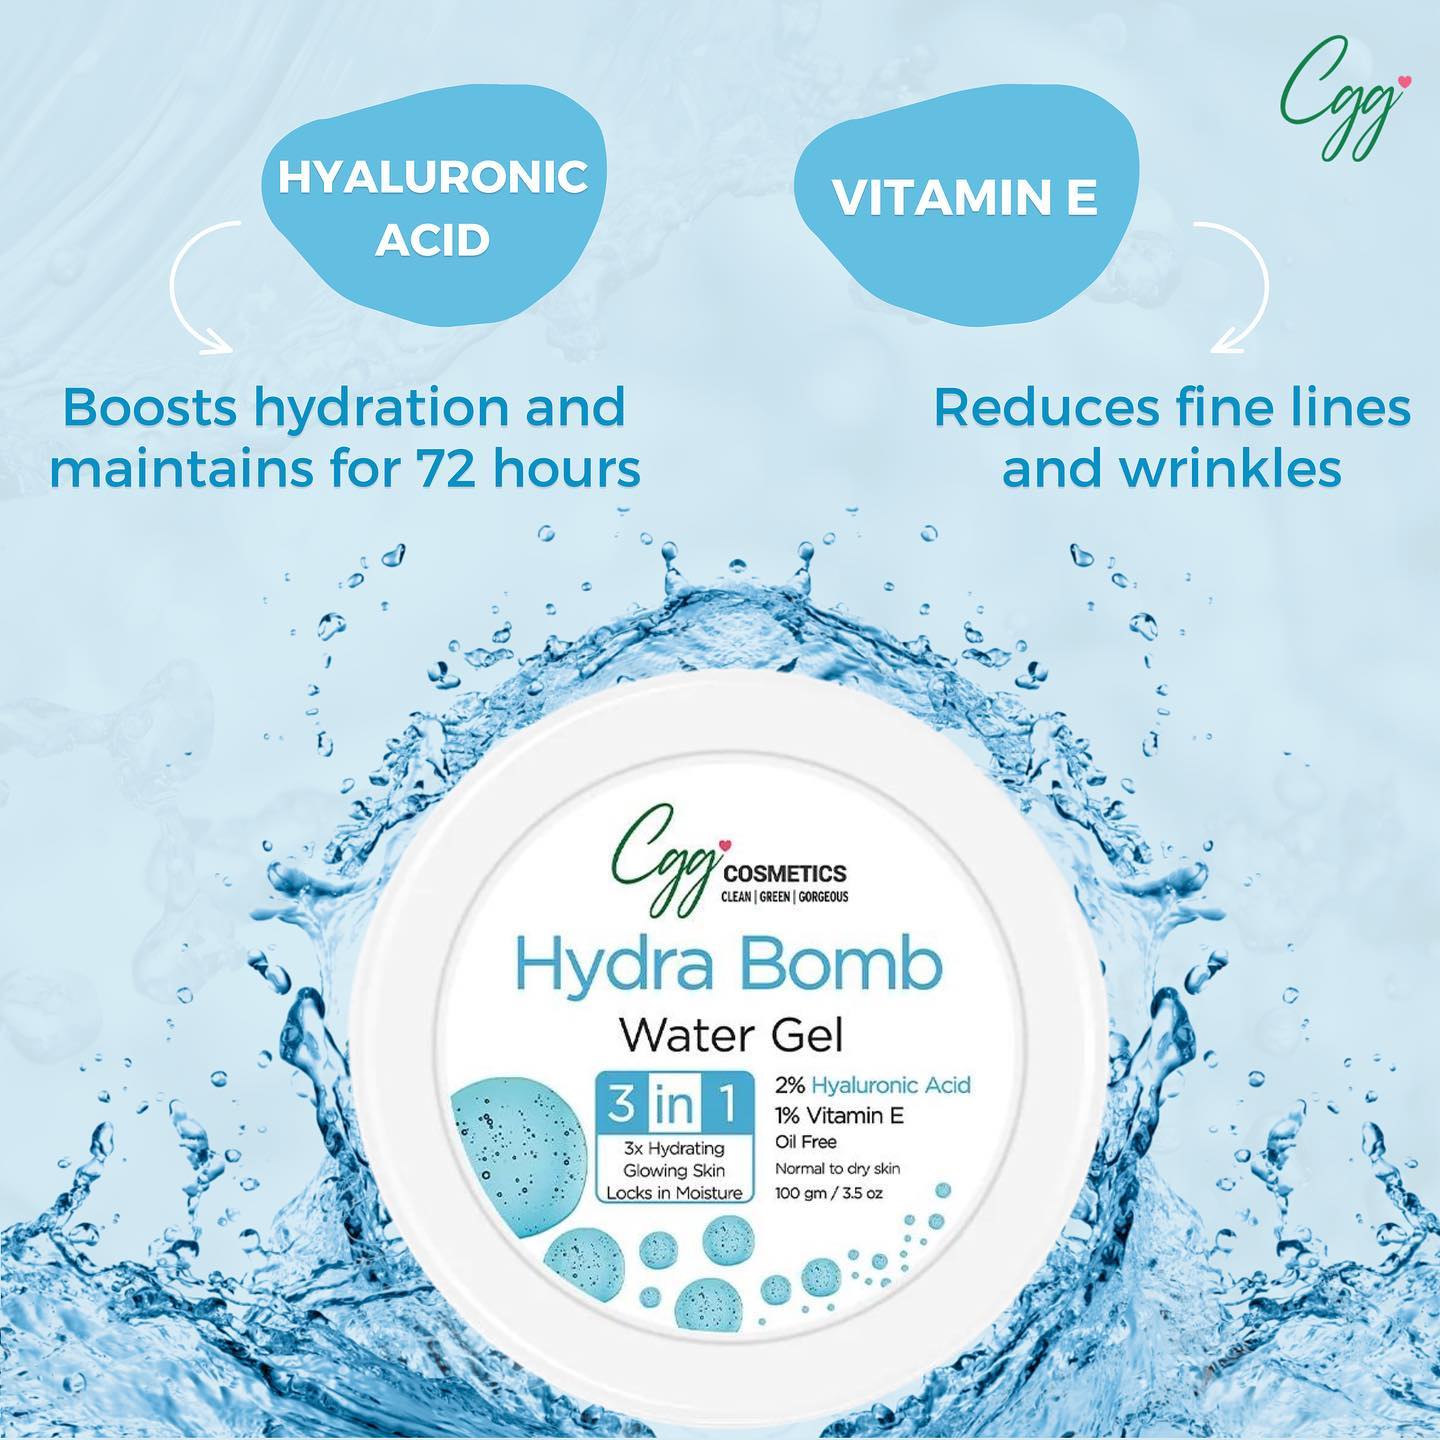 Cgg
HYALURONIC
ACID
VITAMIN E
Boosts hydration and
maintains for 72 hours
Reduces fine lines
and wrinkles
Cgg COSMETICS
CLEAN | GREEN | GORGEOUS
Hydra Bomb
Water Gel
3 in 1
3x Hydrating
Glowing Skin
Locks in Moisture
2% Hyaluronic Acid
1% Vitamin E
Oil Free
Normal to dry skin
100 gm / 3.5 oz